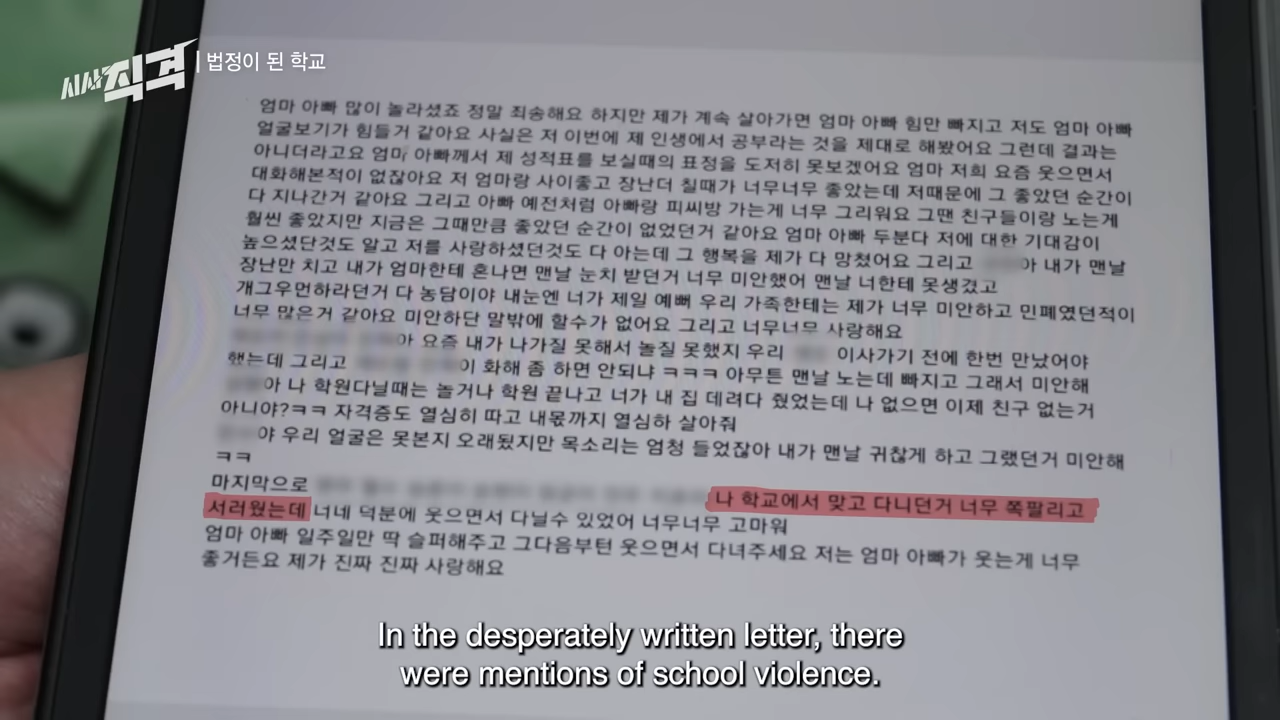 시사직격 | 법정이 된 학교
엄마 아빠 많이 놀라셨죠 정말 죄송해요 하지만 제가 계속 살아가면 엄마 아빠 힘만 빠지고 저도 엄마 아빠
얼굴보기가 힘들거 같아요 사실은 저 이번에 제 인생에서 공부라는 것을 제대로 해봤어요 그런데 결과는
아니더라고요 엄마 아빠께서 제 성적표를 보실때의 표정을 도저히 못보겠어요 엄마 저희 요즘 웃으면서
대화해본적이 없잖아요 저 엄마랑 사이좋고 장난더 칠때가 너무너무 좋았는데 저때문에 그 좋았던 순간이
다 지나간거 같아요 그리고 아빠 예전처럼 아빠랑 피씨방 가는게 너무 그리워요 그땐 친구들이랑 노는게
훨씬 좋았지만 지금은 그때만큼 좋았던 순간이 없었던거 같아요 엄마 아빠 두분다 저에 대한 기대감이
높으셨단것도 알고 저를 사랑하셨던것도 다 아는데 그 행복을 제가 다 망쳤어요 그리고 아 내가 맨날
장난만 치고 내가 엄마한테 혼나면 맨날 눈치 받던거 너무 미안했어 맨날 너한테 못생겼고
개그우먼하라던거 다 농담이야 내눈엔 너가 제일 예뻐 우리 가족한테는 제가 너무 미안하고 민폐였던적이
너무 많은거 같아요 미안하단 말밖에 할수가 없어요 그리고 너무너무 사랑해요
아 요즘 내가 나가질 못해서 놀질 못했지 우리 이사가기 전에 한번 만났어야
했는데 그리고 이 화해 좀 하면 안되냐 ㅋㅋㅋ 아무튼 맨날 노는데 빠지고 그래서 미안해
아 나 학원다닐때는 놀거나 학원 끝나고 너가 내 집 데려다 줬었는데 나 없으면 이제 친구 없는거
아니야?ㅋㅋ 자격증도 열심히 따고 내몫까지 열심하 살아줘
야 우리 얼굴은 못본지 오래됬지만 목소리는 엄청 들었잖아 내가 맨날 귀찮게 하고 그랬던거 미안해
ㅋㅋ
마지막으로 나 학교에서 맞고 다니던거 너무 쪽팔리고
서러웠는데 너네 덕분에 웃으면서 다닐수 있었어 너무너무 고마워
엄마 아빠 일주일만 딱 슬퍼해주고 그다음부턴 웃으면서 다녀주세요 저는 엄마 아빠가 웃는게 너무
좋거든요 제가 진짜 진짜 사랑해요
In the desperately written letter, there
were mentions of school violence.